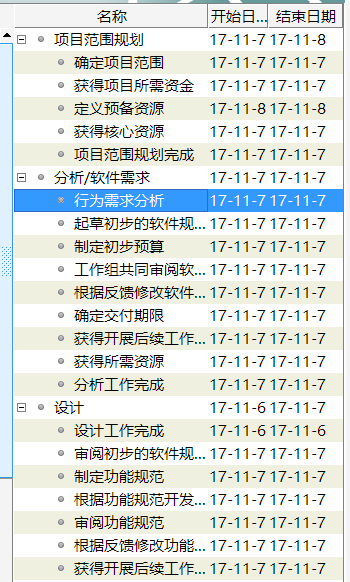 名称 开始日... 结束日期
项目范围规划 17-11-7 17-11-8
确定项目范围 17-11-7 17-11-7
获得项目所需资金 17-11-7 17-11-7
定义预备资源 17-11-8 17-11-8
获得核心资源 17-11-7 17-11-7
项目范围规划完成 17-11-7 17-11-7
分析/软件需求 17-11-7 17-11-7
行为需求分析 17-11-7 17-11-7
起草初步的软件规... 17-11-7 17-11-7
制定初步预算 17-11-7 17-11-7
工作组共同审阅软... 17-11-7 17-11-7
根据反馈修改软件... 17-11-7 17-11-7
确定交付期限 17-11-7 17-11-7
获得开展后续工作... 17-11-7 17-11-7
获得所需资源 17-11-7 17-11-7
分析工作完成 17-11-7 17-11-7
设计 17-11-6 17-11-7
设计工作完成 17-11-6 17-11-6
审阅初步的软件规... 17-11-7 17-11-7
制定功能规范 17-11-7 17-11-7
根据功能规范开发... 17-11-7 17-11-7
审阅功能规范 17-11-7 17-11-7
根据反馈修改功能... 17-11-7 17-11-7
获得开展后续工作... 17-11-7 17-11-7